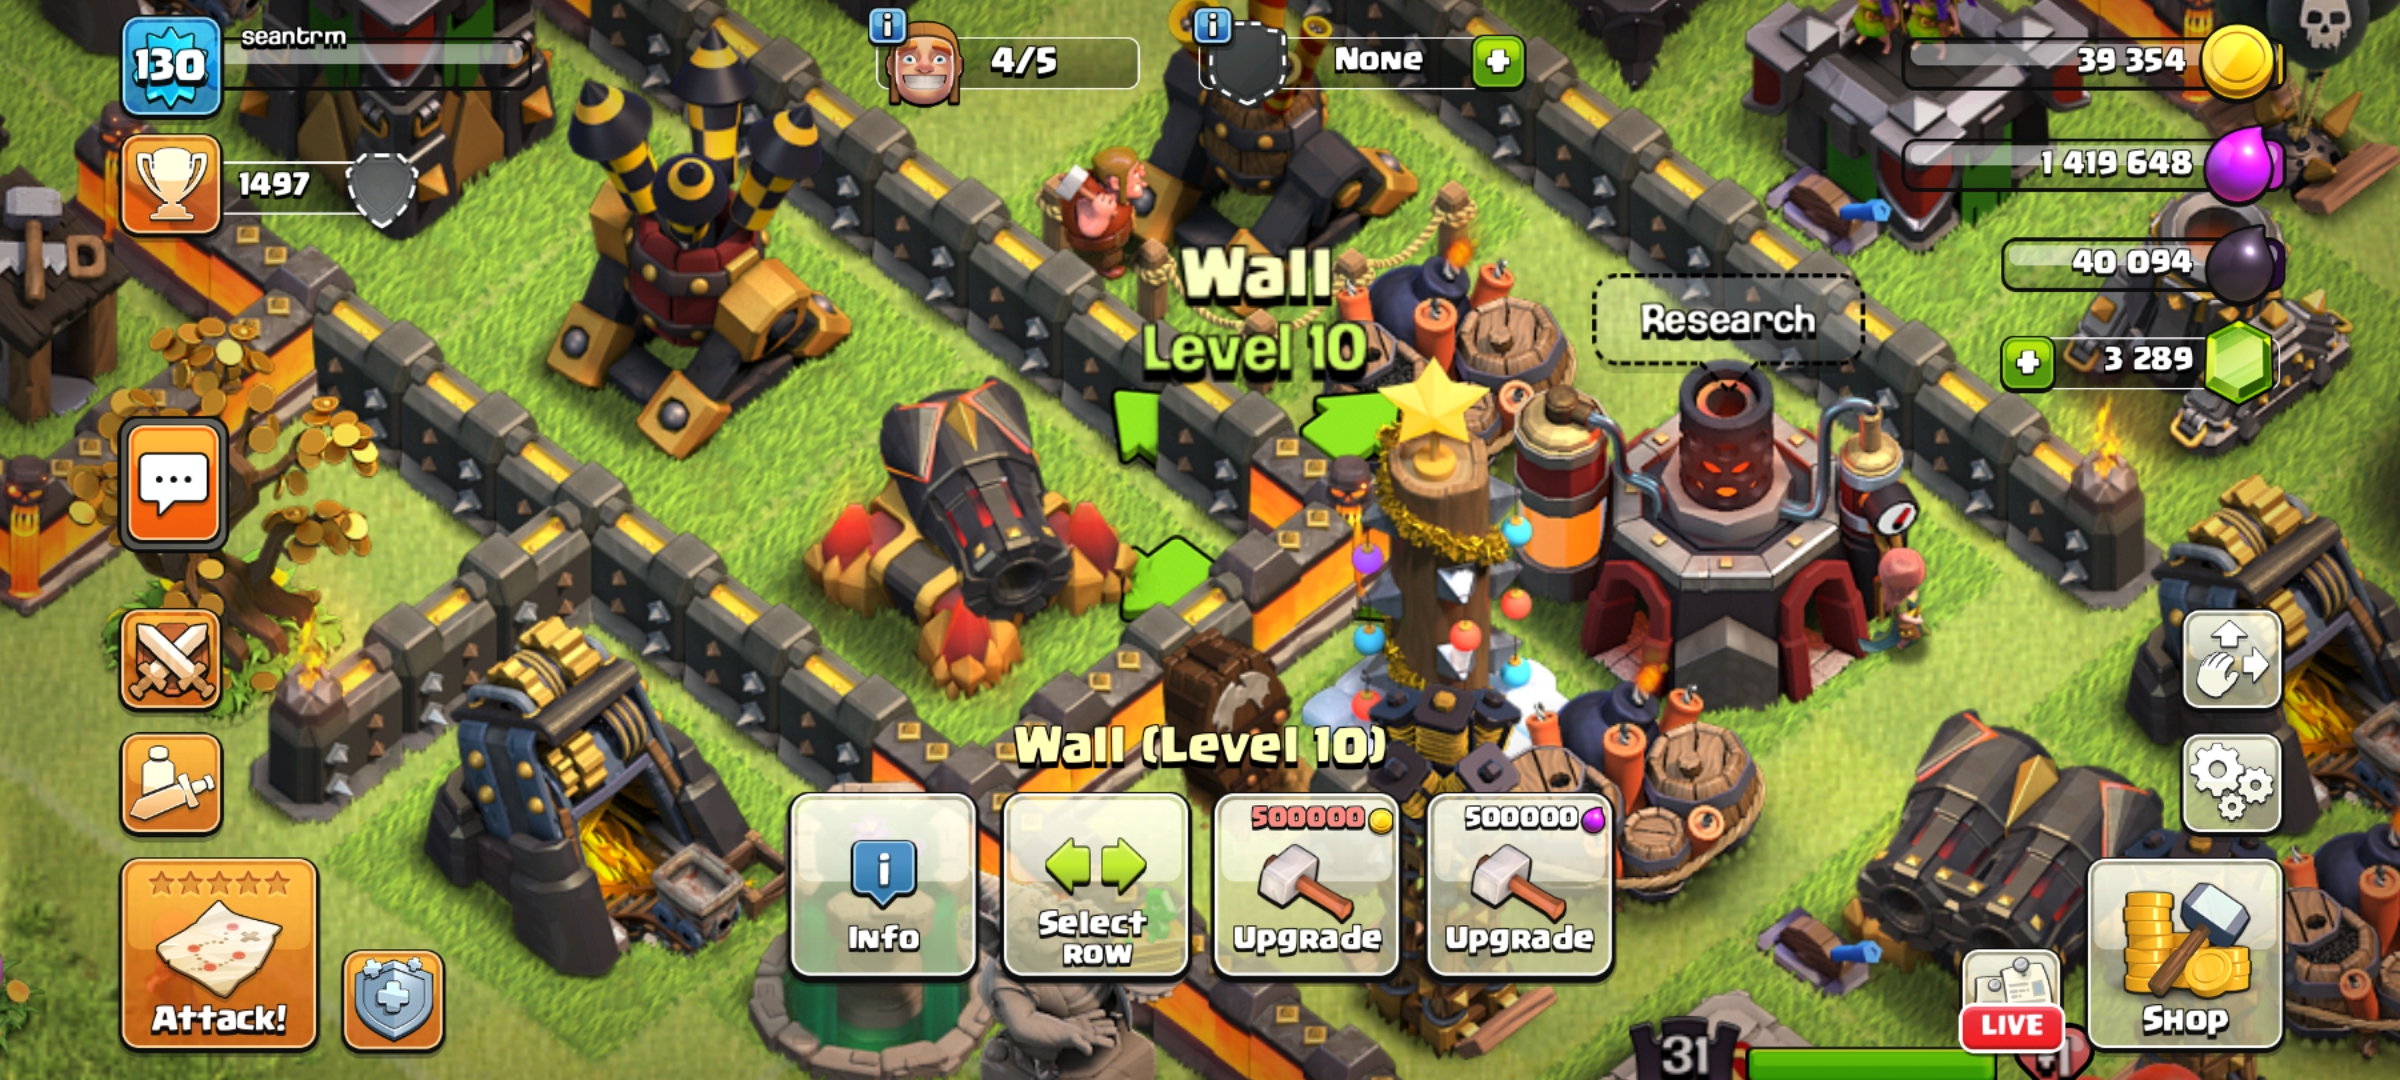 130
seantrm
4/5
None
39 354
1497
1 419 648
40 094
3 289
Wall
Level 10
Research
Wall (Level 10)
Info
Select
Row
500000
Upgrade
500000
Upgrade
Attack!
LIVE
Shop
31